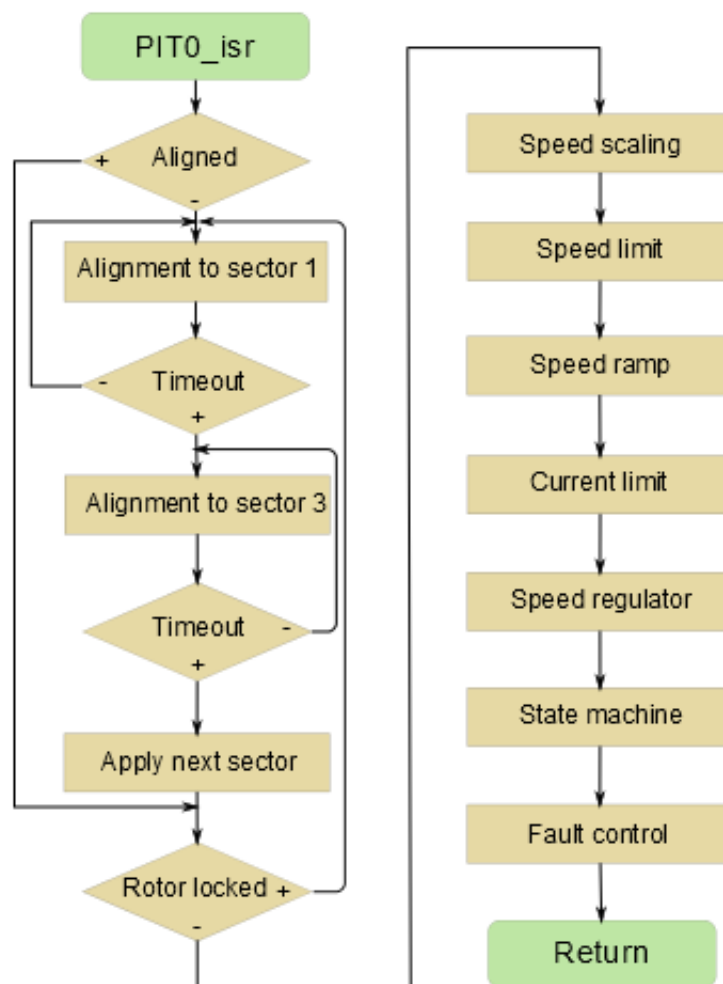 PIT0_isr
+
Aligned
-
Alignment to sector 1
-
Timeout
+
Alignment to sector 3
Timeout
-
+
Apply next sector
Rotor locked
+
-
Speed scaling
Speed limit
Speed ramp
Current limit
Speed regulator
State machine
Fault control
Return